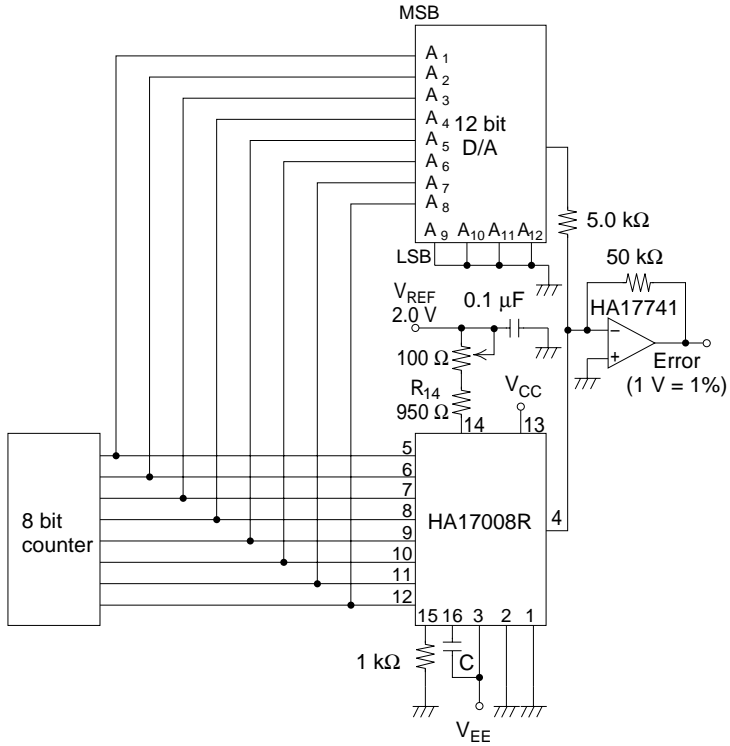 MSB
A1
A2
A3
A4
A5
A6
A7
A8
12 bit
D/A
A9 A10 A11 A12
LSB
5.0 kΩ
50 kΩ
HA17741
−
+
Error
(1 V = 1%)
VREF
2.0 V
0.1 μF
100 Ω
R14
950 Ω
VCC
14
13
8 bit
counter
5
6
7
8
9
10
11
12
HA17008R
4
15 16 3 2 1
1 kΩ
C
VEE